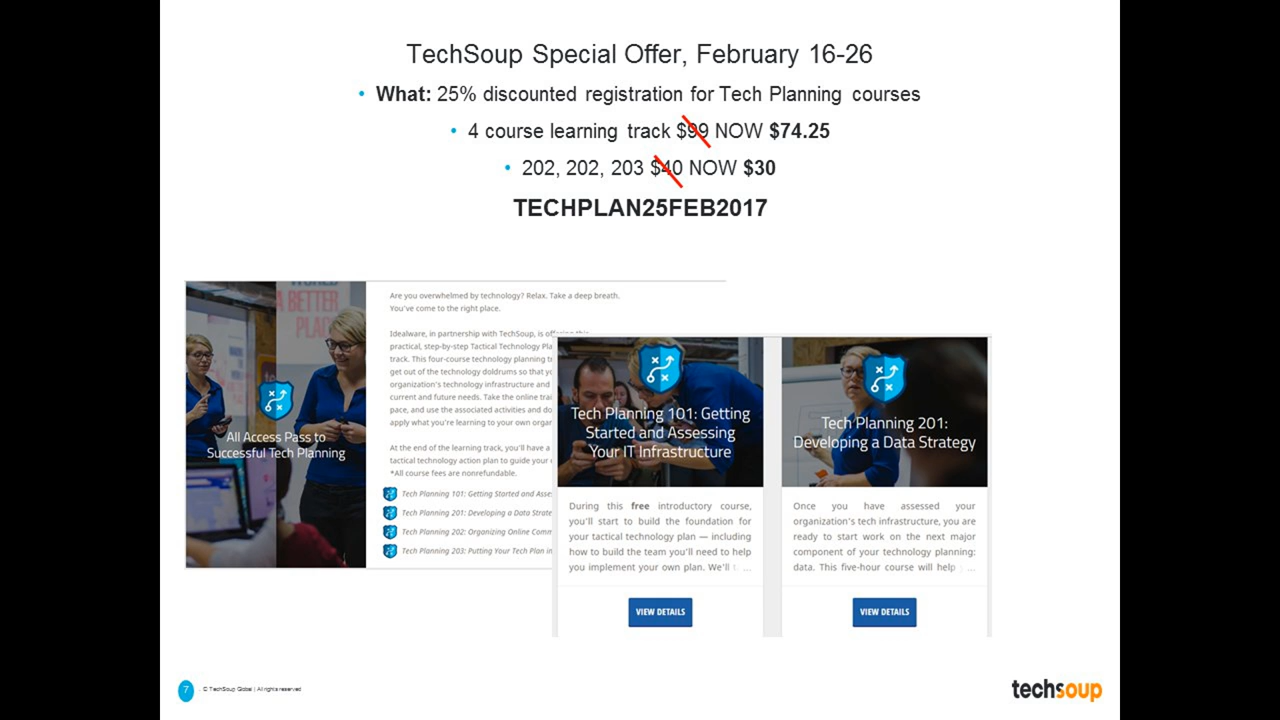 TechSoup Special Offer, February 16-26
• What: 25% discounted registration for Tech Planning courses
• 4 course learning track $99 NOW $74.25
• 202, 202, 203 $40 NOW $30
TECHPLAN25FEB2017
A BETTER
All Access Pass to
Successful Tech Planning
Are you overwhelmed by technology? Relax. Take a deep breath.
You've come to the right place.
Idealware, in partnership with TechSoup, is
practical, step-by-step Tactical Technology
track. This four-course technology planning
get out of the technology doldrums so that
organization's technology infrastructure and
current and future needs. Take the online
pace, and use the associated activities and
apply what you're learning to your own
At the end of the learning track, you'll have a
tactical technology action plan to guide your
*All course fees are nonrefundable.
Tech Planning 101: Getting Started and
Tech Planning 201: Developing a Data
Tech Planning 202: Organizing Online
Tech Planning 203: Putting Your Tech Plan
Tech Planning 101: Getting
Started and Assessing
Your IT Infrastructure
During this free introductory course,
you'll start to build the foundation for
your tactical technology plan — including
how to build the team you'll need to help
you implement your own plan. We'll t ...
VIEW DETAILS
Tech Planning 201:
Developing a Data Strategy
Once you have assessed your
organization's tech infrastructure, you are
ready to start work on the next major
component of your technology planning:
data. This five-hour course will help y ...
VIEW DETAILS
7
© TechSoup Global | All rights reserved
techsoup